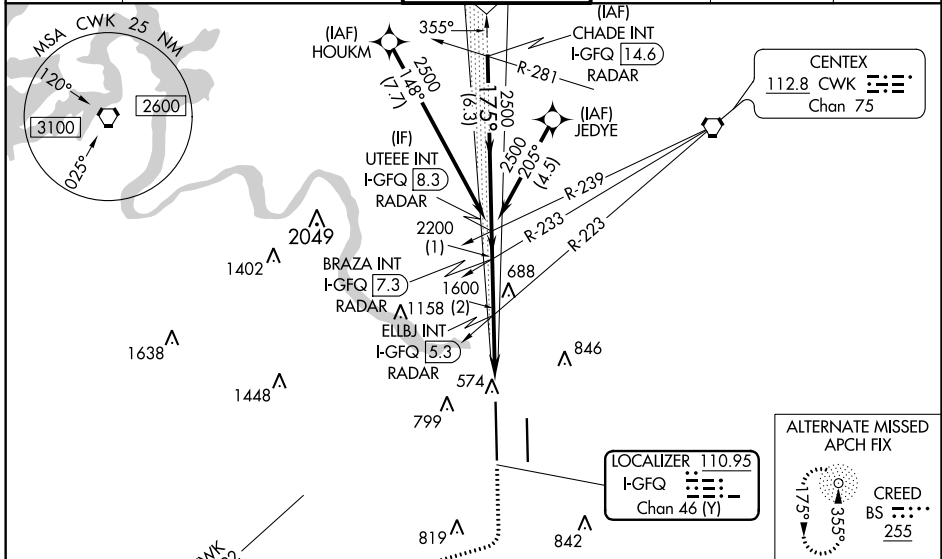 MSA CWK 25 NM
120°
3100
2600
025°
(IAF)
HOUKM
2500
148°
(7.7)
355°
(IAF)
CHADE INT
I-GFQ 14.6
RADAR
R-281
175°
(6.3)
2500
(IAF)
JEDYE
2500
205°
(4.5)
CENTEX
112.8 CWK
Chan 75
(IF)
UTEEE INT
I-GFQ 8.3
RADAR
R-239
R-233
R-223
2200
(1)
2049
1402
BRAZA INT
I-GFQ 7.3
RADAR
1600
(2)
688
1158
ELLBJ INT
I-GFQ 5.3
RADAR
1638
846
1448
574
799
LOCALIZER 110.95
I-GFQ
Chan 46 (Y)
ALTERNATE MISSED
APCH FIX
175°
355°
CREED
BS
255
819
842